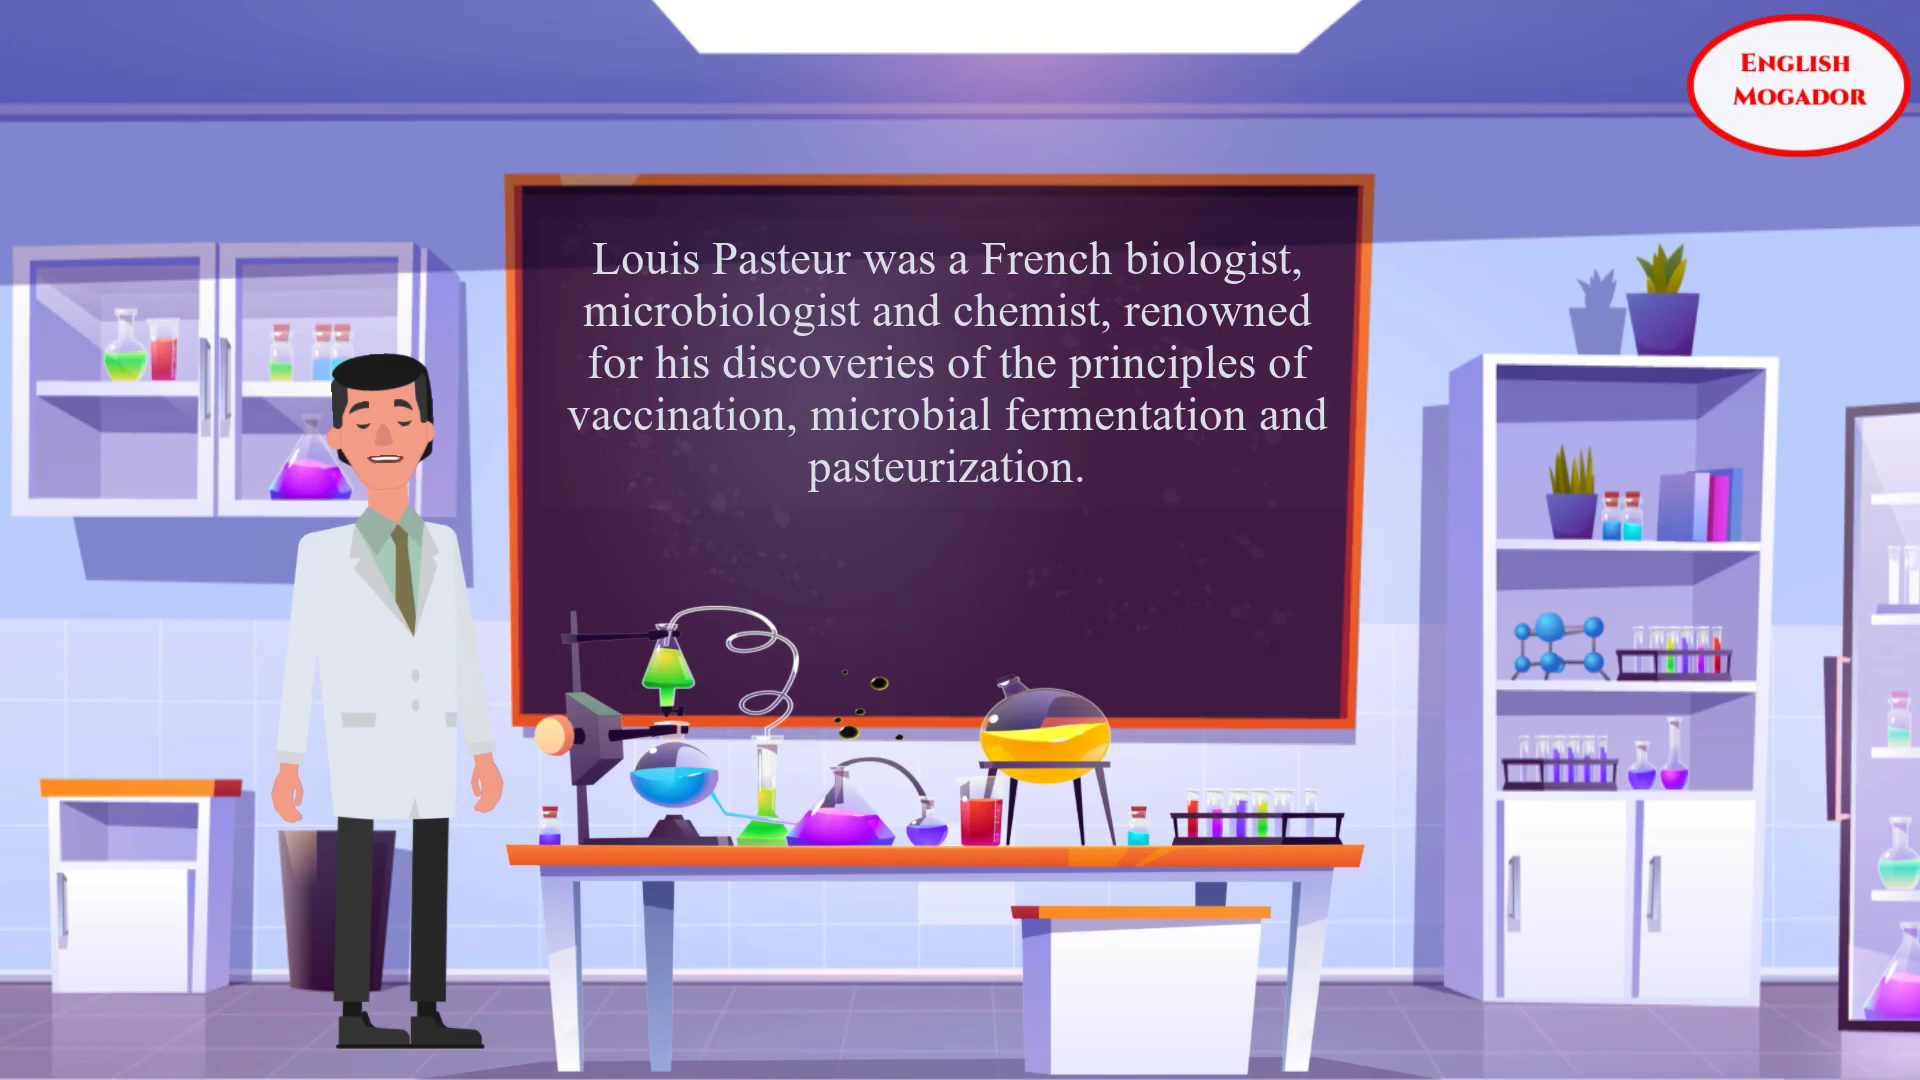 English
Mogador
Louis Pasteur was a French biologist,
microbiologist and chemist, renowned
for his discoveries of the principles of
vaccination, microbial fermentation and
pasteurization.